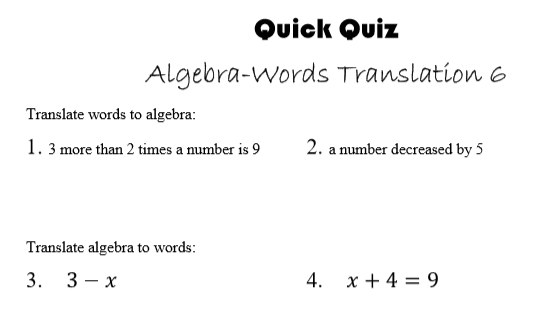 Quick Quiz
Algebra-Words Translation 6
Translate words to algebra:
1. 3 more than 2 times a number is 9
2. a number decreased by 5
Translate algebra to words:
3. 3 − x
4. x + 4 = 9